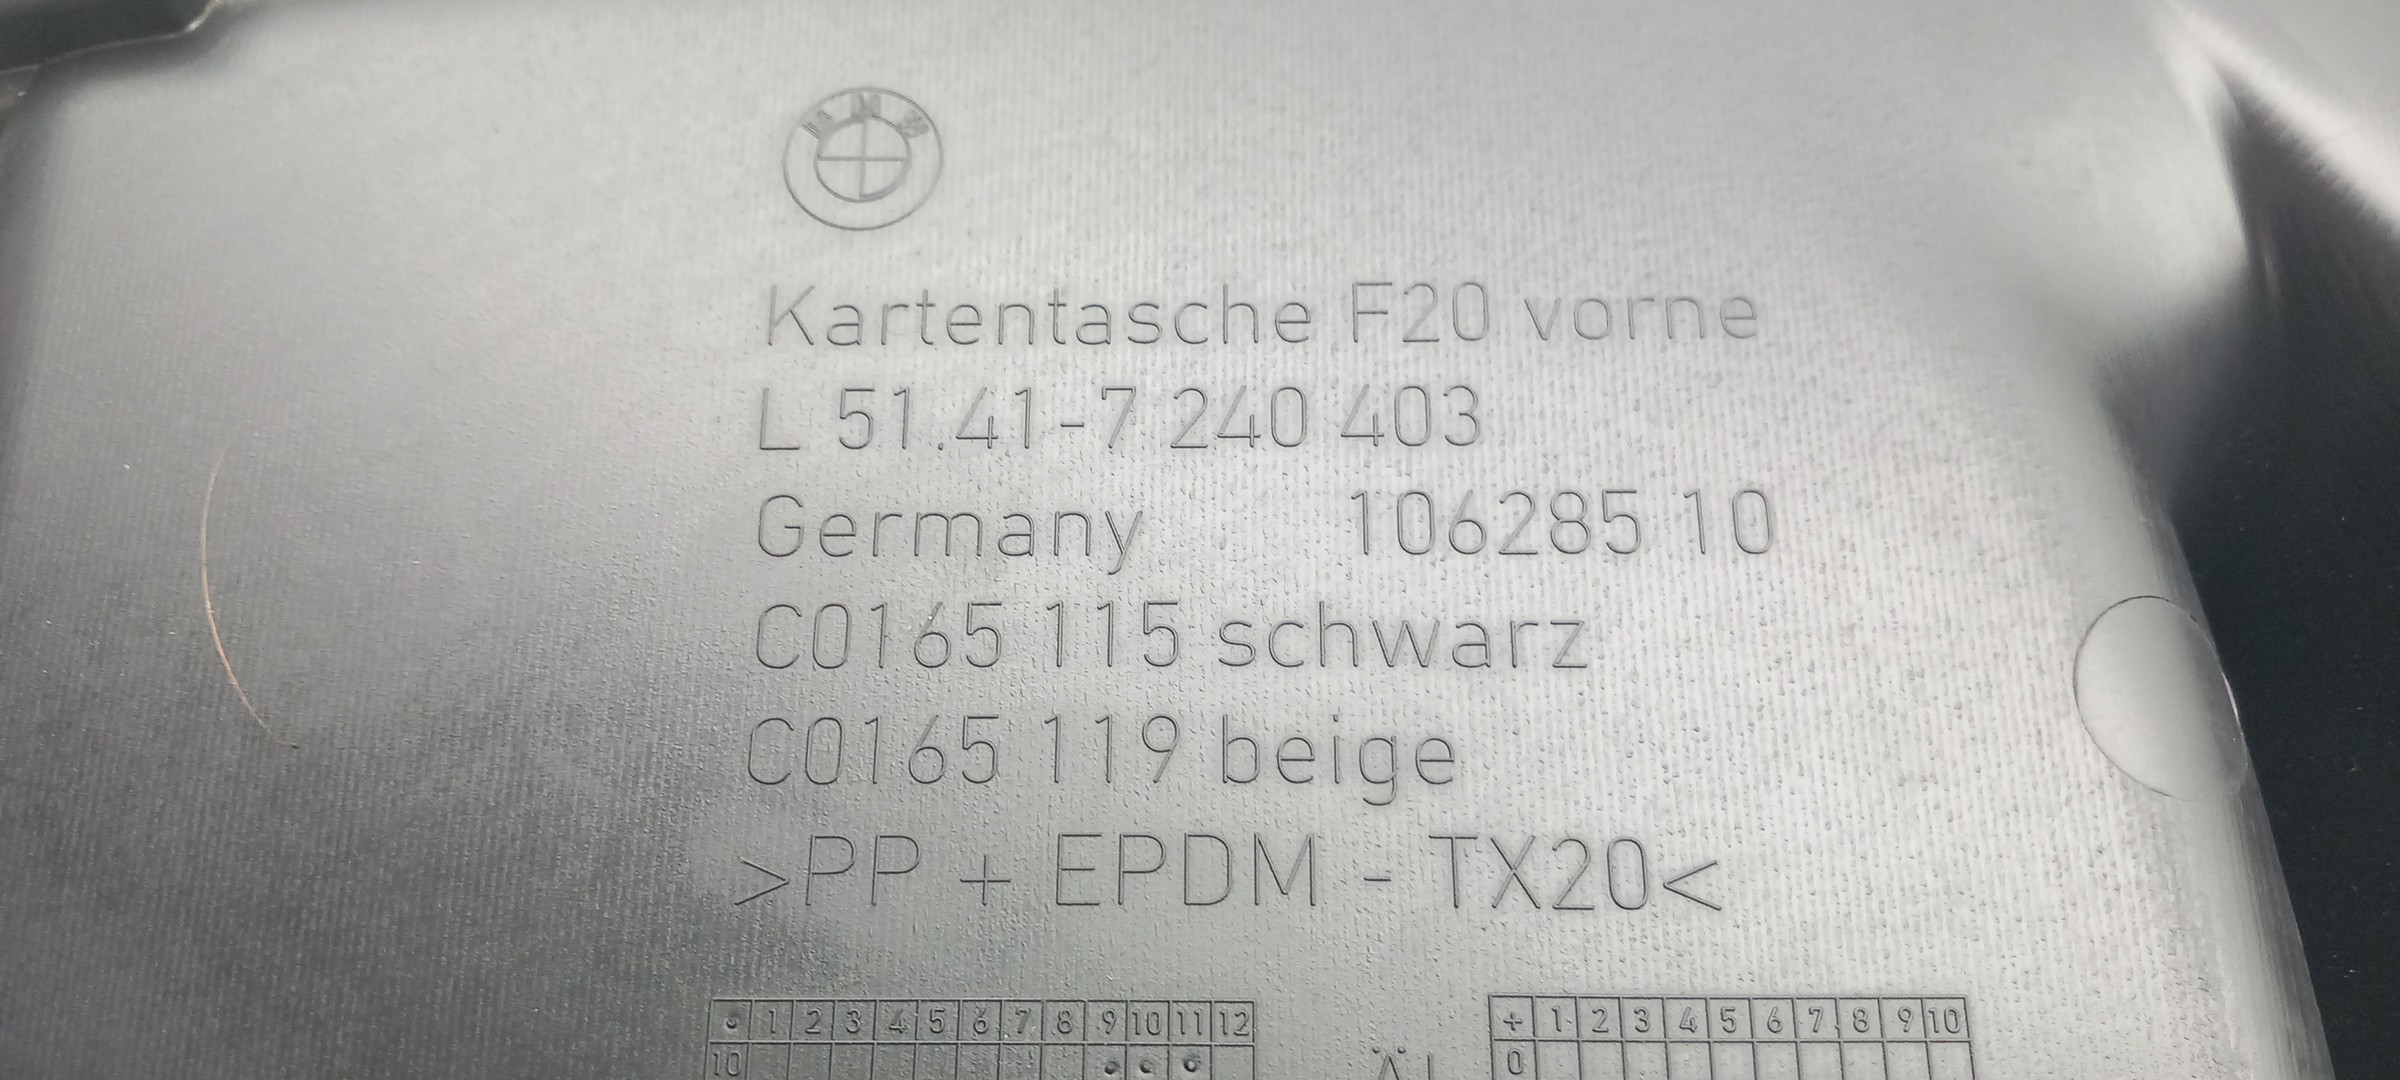 BMW
Kartentasche F20 vorne
L 51.41-7 240 403
Germany 106285 10
C0165 115 schwarz
C0165 119 beige
>PP + EPDM - TX20<
1 2 3 4 5 6 7 8 9 10 11 12
10
+ 1 2 3 4 5 6 7 8 9 10
0